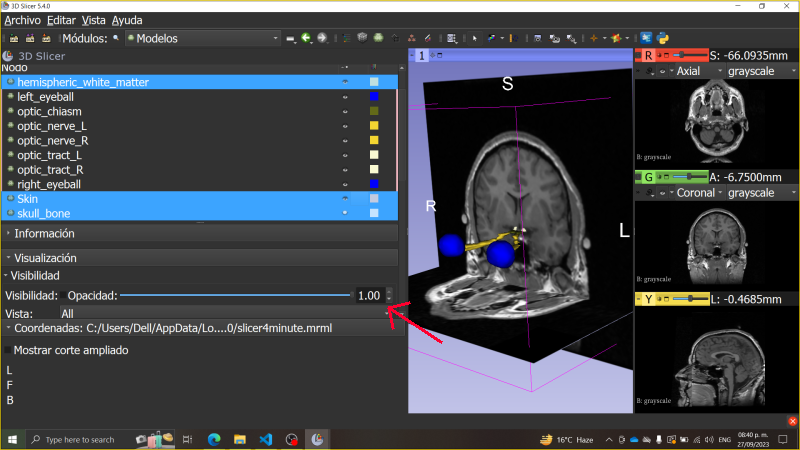 3D Slicer 5.4.0
Archivo Editar Vista Ayuda
Módulos: Modelos
3D Slicer
Nodo
hemispheric_white_matter
left_eyeball
optic_chiasm
optic_nerve_L
optic_nerve_R
optic_tract_L
optic_tract_R
right_eyeball
Skin
skull_bone
Información
Visualización
Visibilidad
Visibilidad: Opacidad: 1.00
Vista: All
Coordenadas: C:/Users/Dell/AppData/Lo....0/slicer4minute.mrml
Mostrar corte ampliado
L
F
B
1
S
R
L
R S: -66.0935mm
Axial grayscale
B: grayscale
G A: -6.7500mm
Coronal grayscale
B: grayscale
Y L: -0.4685mm
B: grayscale
Type here to search
16°C Haze
ENG
08:40 p. m.
27/09/2023